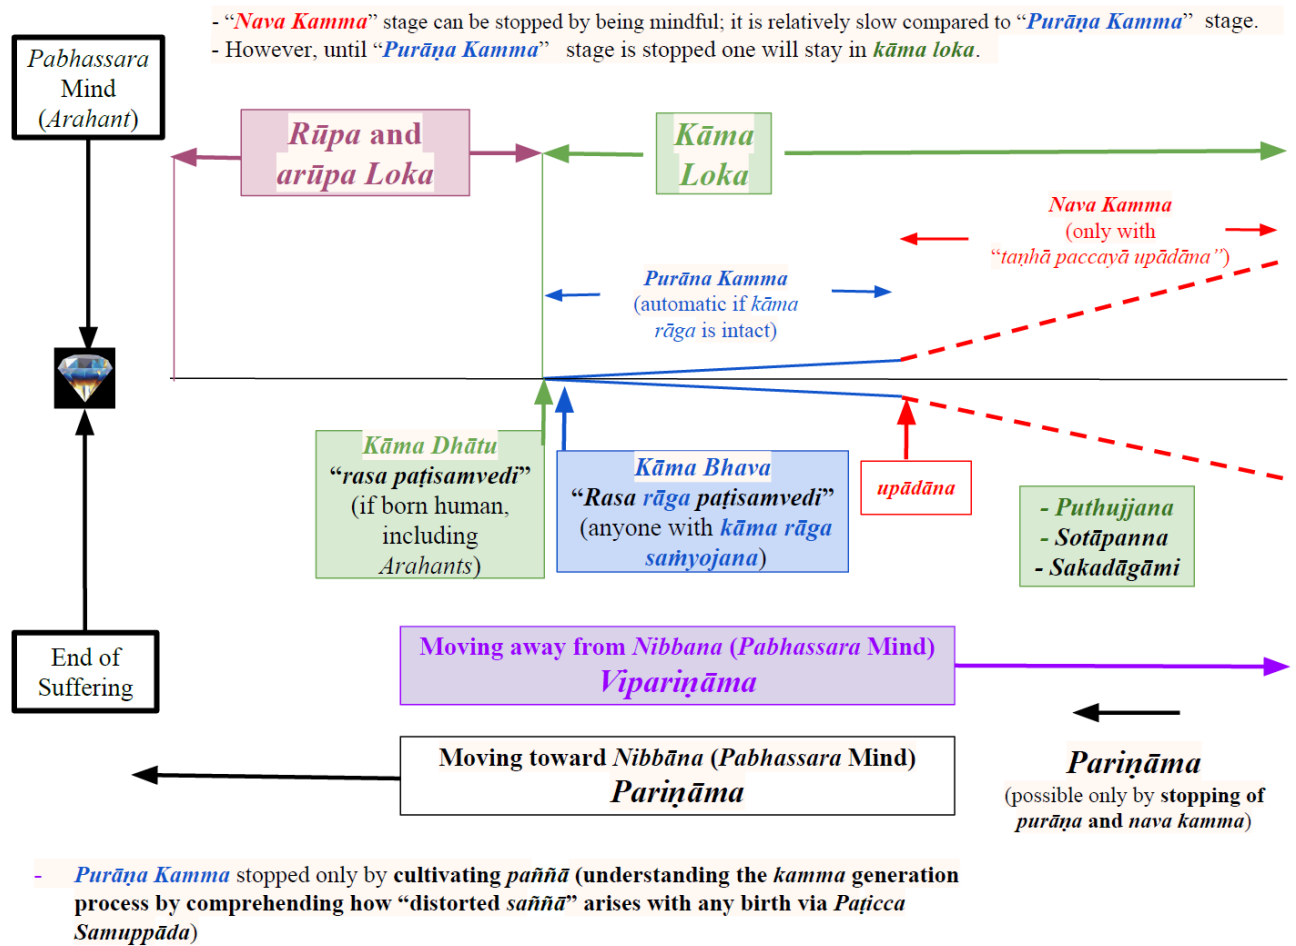 - “Nava Kamma” stage can be stopped by being mindful; it is relatively slow compared to “Purāṇa Kamma” stage.
- However, until “Purāṇa Kamma” stage is stopped one will stay in kāma loka.
Pabhassara
Mind
(Arahant)
Rūpa and
arūpa Loka
Kāma
Loka
Nava Kamma
(only with
“taṇhā paccayā upādāna”)
Purāna Kamma
(automatic if kāma
rāga is intact)
Kāma Dhātu
“rasa paṭisamvedi”
(if born human,
including
Arahants)
Kāma Bhava
“Rasa rāga paṭisamvedi”
(anyone with kāma rāga
saṁyojana)
upādāna
- Puthujjana
- Sotāpanna
- Sakadāgāmi
End of
Suffering
Moving away from Nibbana (Pabhassara Mind)
Vipariṇāma
Moving toward Nibbāna (Pabhassara Mind)
Pariṇāma
Pariṇāma
(possible only by stopping of
purāṇa and nava kamma)
- Purāṇa Kamma stopped only by cultivating paññā (understanding the kamma generation
process by comprehending how “distorted saññā” arises with any birth via Paṭicca
Samuppāda)